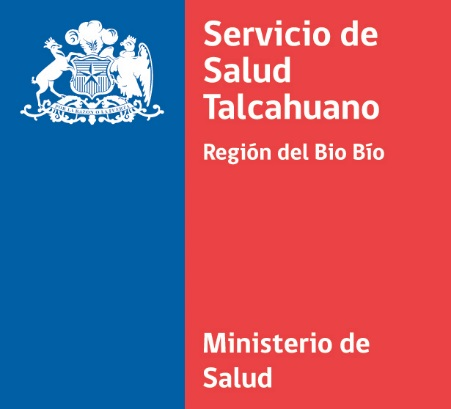 Servicio de
Salud
Talcahuano
Región del Bio Bío
Ministerio de
Salud